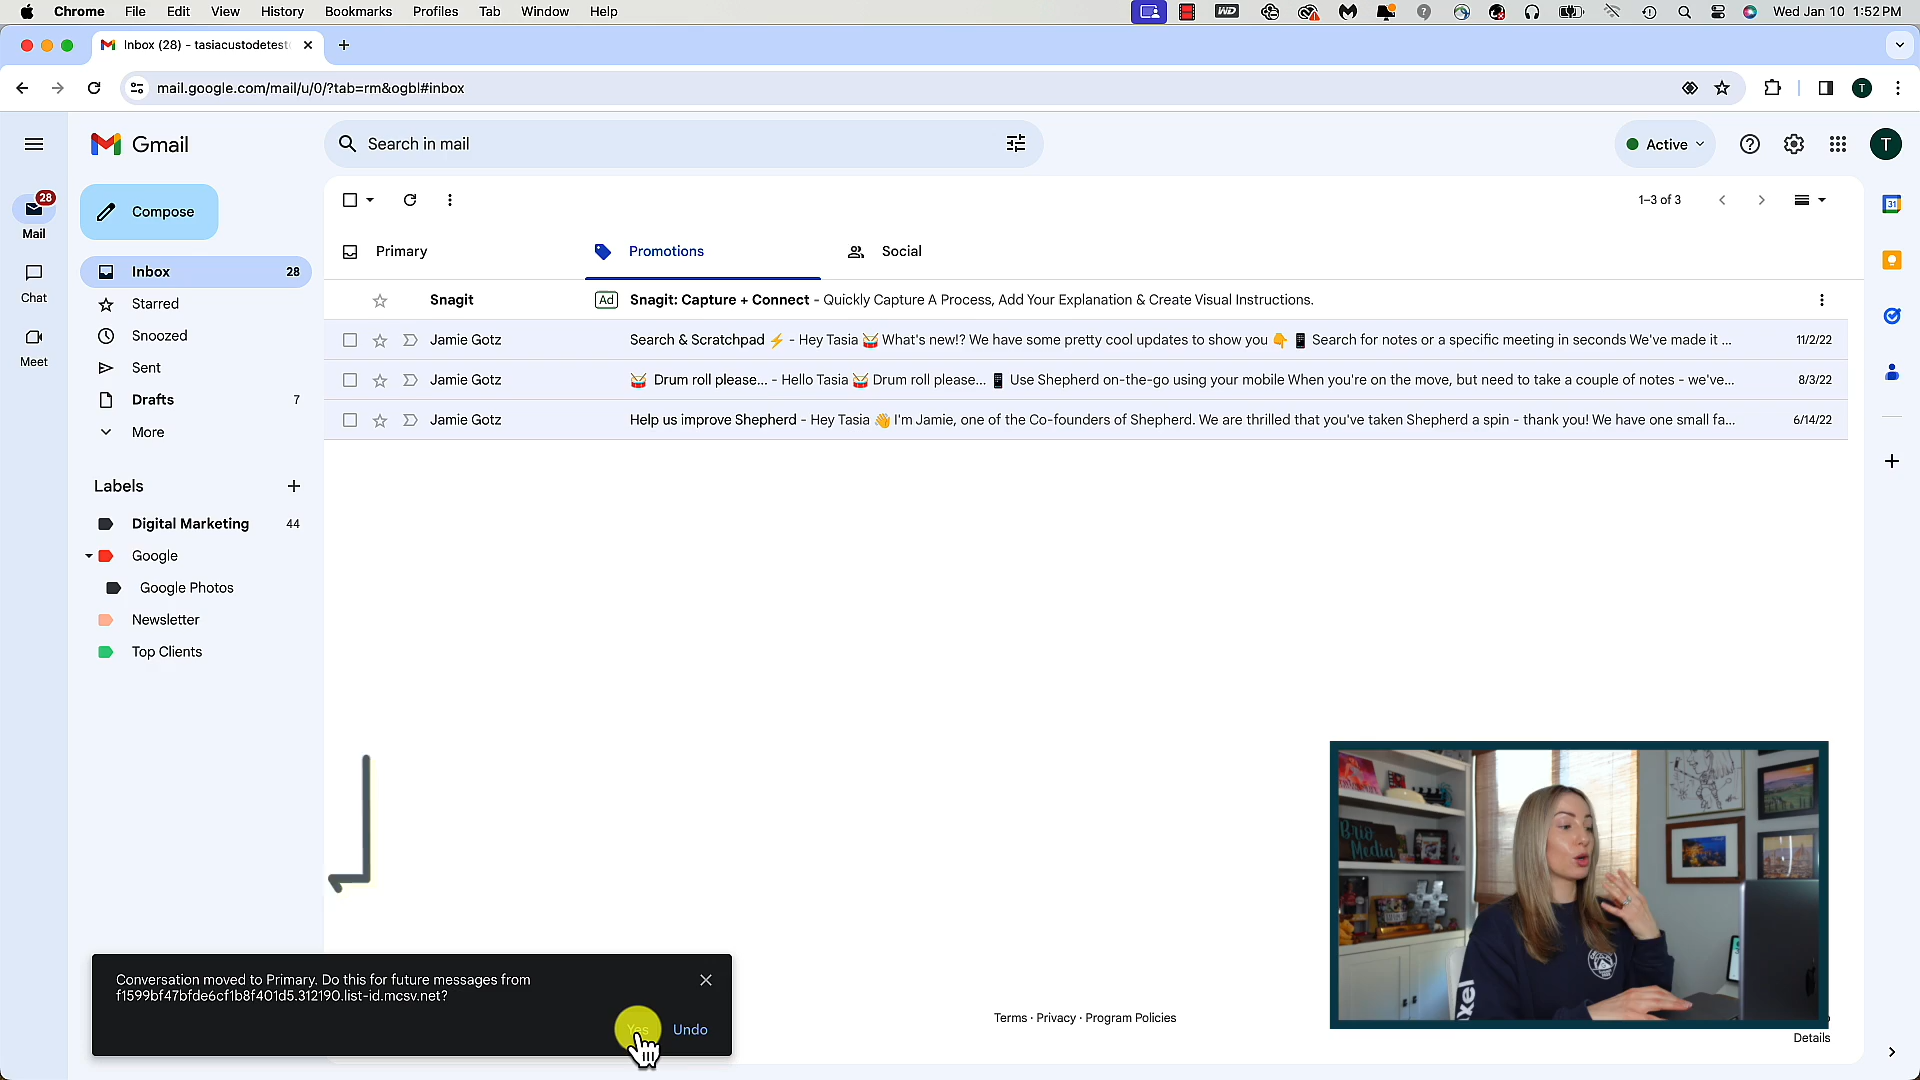 Chrome File Edit View History Bookmarks Profiles Tab Window Help WD Wed Jan 10 1:52 PM
Inbox (28) - tasiacustodetest
mail.google.com/mail/u/0/?tab=rm&ogbl#inbox T
Gmail Search in mail Active T
28
Mail
Chat
Meet
Compose
Inbox 28
Starred
Snoozed
Sent
Drafts 7
More
Labels
Digital Marketing 44
Google
Google Photos
Newsletter
Top Clients
1–3 of 3
Primary Promotions Social
Snagit Ad Snagit: Capture + Connect - Quickly Capture A Process, Add Your Explanation & Create Visual Instructions.
Jamie Gotz Search & Scratchpad ⚡ - Hey Tasia 🥁 What's new!? We have some pretty cool updates to show you 👇 📱 Search for notes or a specific meeting in seconds We've made it ... 11/2/22
Jamie Gotz 🥁 Drum roll please... - Hello Tasia 🥁 Drum roll please... 📱 Use Shepherd on-the-go using your mobile When you're on the move, but need to take a couple of notes - we've... 8/3/22
Jamie Gotz Help us improve Shepherd - Hey Tasia 👋 I'm Jamie, one of the Co-founders of Shepherd. We are thrilled that you've taken Shepherd a spin - thank you! We have one small fa... 6/14/22
31
Brio
Media
Conversation moved to Primary. Do this for future messages from
f1599bf47bfde6cf1b8f401d5.312190.list-id.mcsv.net?
Yes Undo
Terms · Privacy · Program Policies
Details